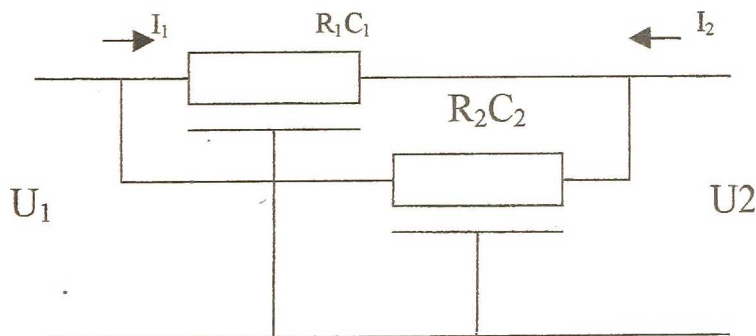 I₁ R₁C₁ I₂
R₂C₂
U₁ U2